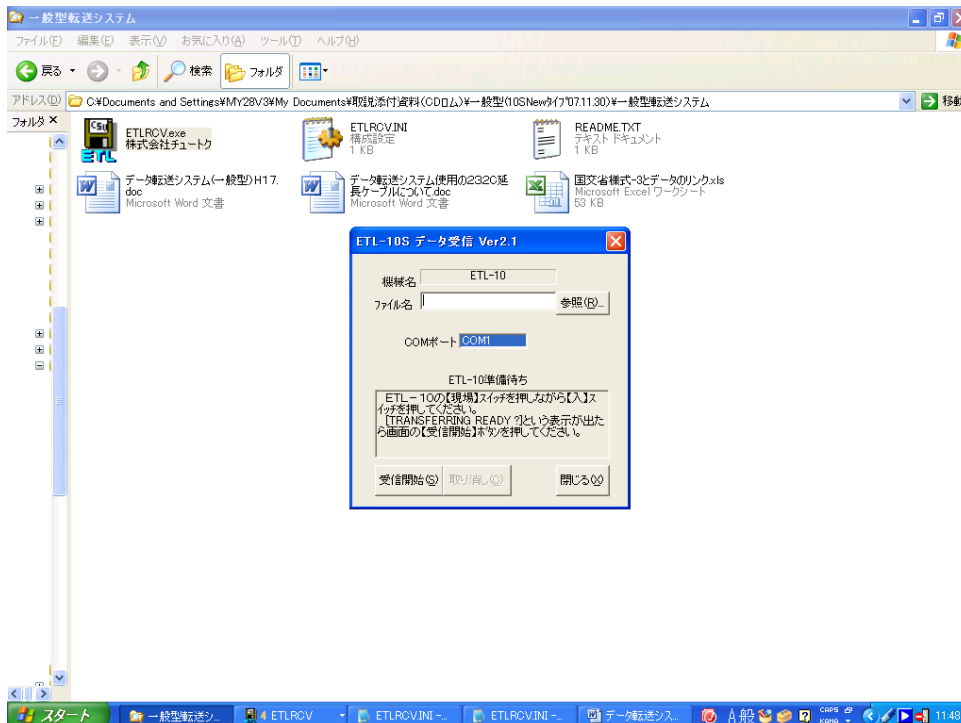 一般型転送システム
ファイル(F) 編集(E) 表示(V) お気に入り(A) ツール(T) ヘルプ(H)
戻る 検索 フォルダ
アドレス(D) C:¥Documents and Settings¥MY28V3¥My Documents¥取説添付資料(CDロム)¥一般型(10SNewタイプ'07.11.30)¥一般型転送システム 移動
フォルダ ×
CSu
ETL
ETLRCV.exe
株式会社チュートク
ETLRCV.INI
構成設定
1 KB
README.TXT
テキスト ドキュメント
1 KB
データ転送システム(一般型)H17.
doc
Microsoft Word 文書
データ転送システム使用の232C延
長ケーブルについて.doc
Microsoft Word 文書
国交省様式-3とデータのリンク.xls
Microsoft Excel ワークシート
53 KB
ETL-10S データ受信 Ver2.1
機械名 ETL-10
ファイル名 参照(R)...
COMポート COM1
ETL-10準備待ち
ETL－10の【現場】スイッチを押しながら【入】ス
イッチを押してください。
[TRANSFERRING READY ?]という表示が出た
ら画面の【受信開始】ボタンを押してください。
受信開始(S) 取り消し(C) 閉じる(X)
スタート 一般型転送シ... 4 ETLRCV ETLRCV.INI -... ETLRCV.INI -... データ転送シス... A 般 CAPS KANA 11:48